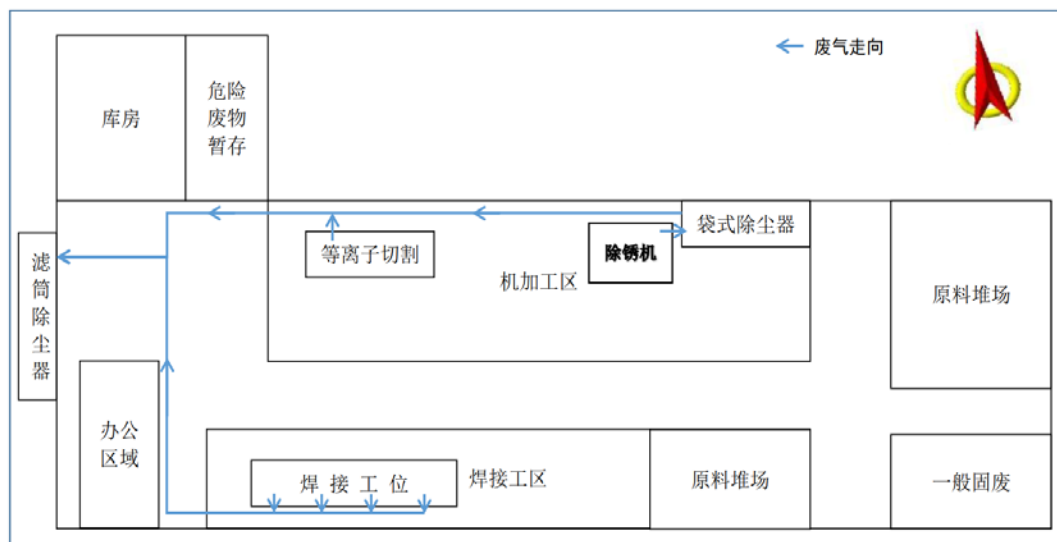 废气走向
库房
危险
废物
暂存
袋式除尘器
等离子切割
除锈机
机加工区
原料堆场
滤
筒
除
尘
器
办公
区域
焊接工位
焊接工区
原料堆场
一般固废